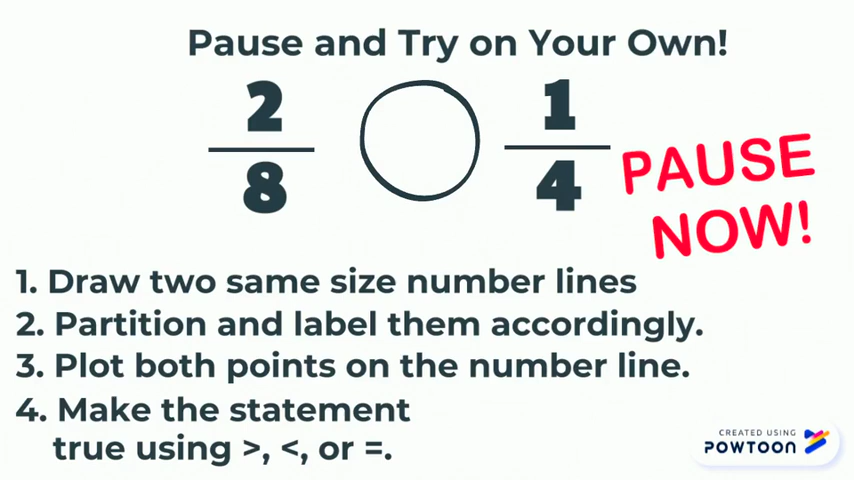 Pause and Try on Your Own!
2 1
8 4
PAUSE
NOW!
1. Draw two same size number lines
2. Partition and label them accordingly.
3. Plot both points on the number line.
4. Make the statement
true using >, <, or =.
CREATED USING
POWTOON